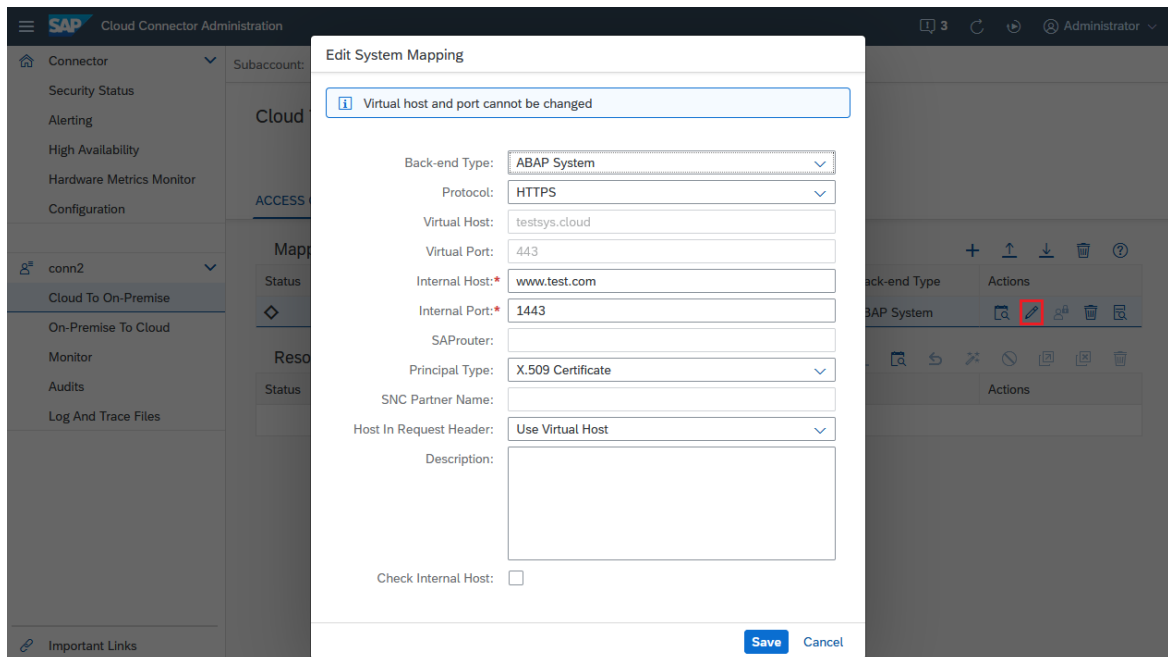 SAP Cloud Connector Administration
3
Administrator
Connector
Security Status
Alerting
High Availability
Hardware Metrics Monitor
Configuration
conn2
Cloud To On-Premise
On-Premise To Cloud
Monitor
Audits
Log And Trace Files
Important Links
Subaccount:
Cloud
ACCESS
Mapp
Status
ack-end Type
Actions
BAP System
Reso
Status
Actions
Edit System Mapping
Virtual host and port cannot be changed
Back-end Type: ABAP System
Protocol: HTTPS
Virtual Host: testsys.cloud
Virtual Port: 443
Internal Host:* www.test.com
Internal Port:* 1443
SAProuter:
Principal Type: X.509 Certificate
SNC Partner Name:
Host In Request Header: Use Virtual Host
Description:
Check Internal Host:
Save Cancel